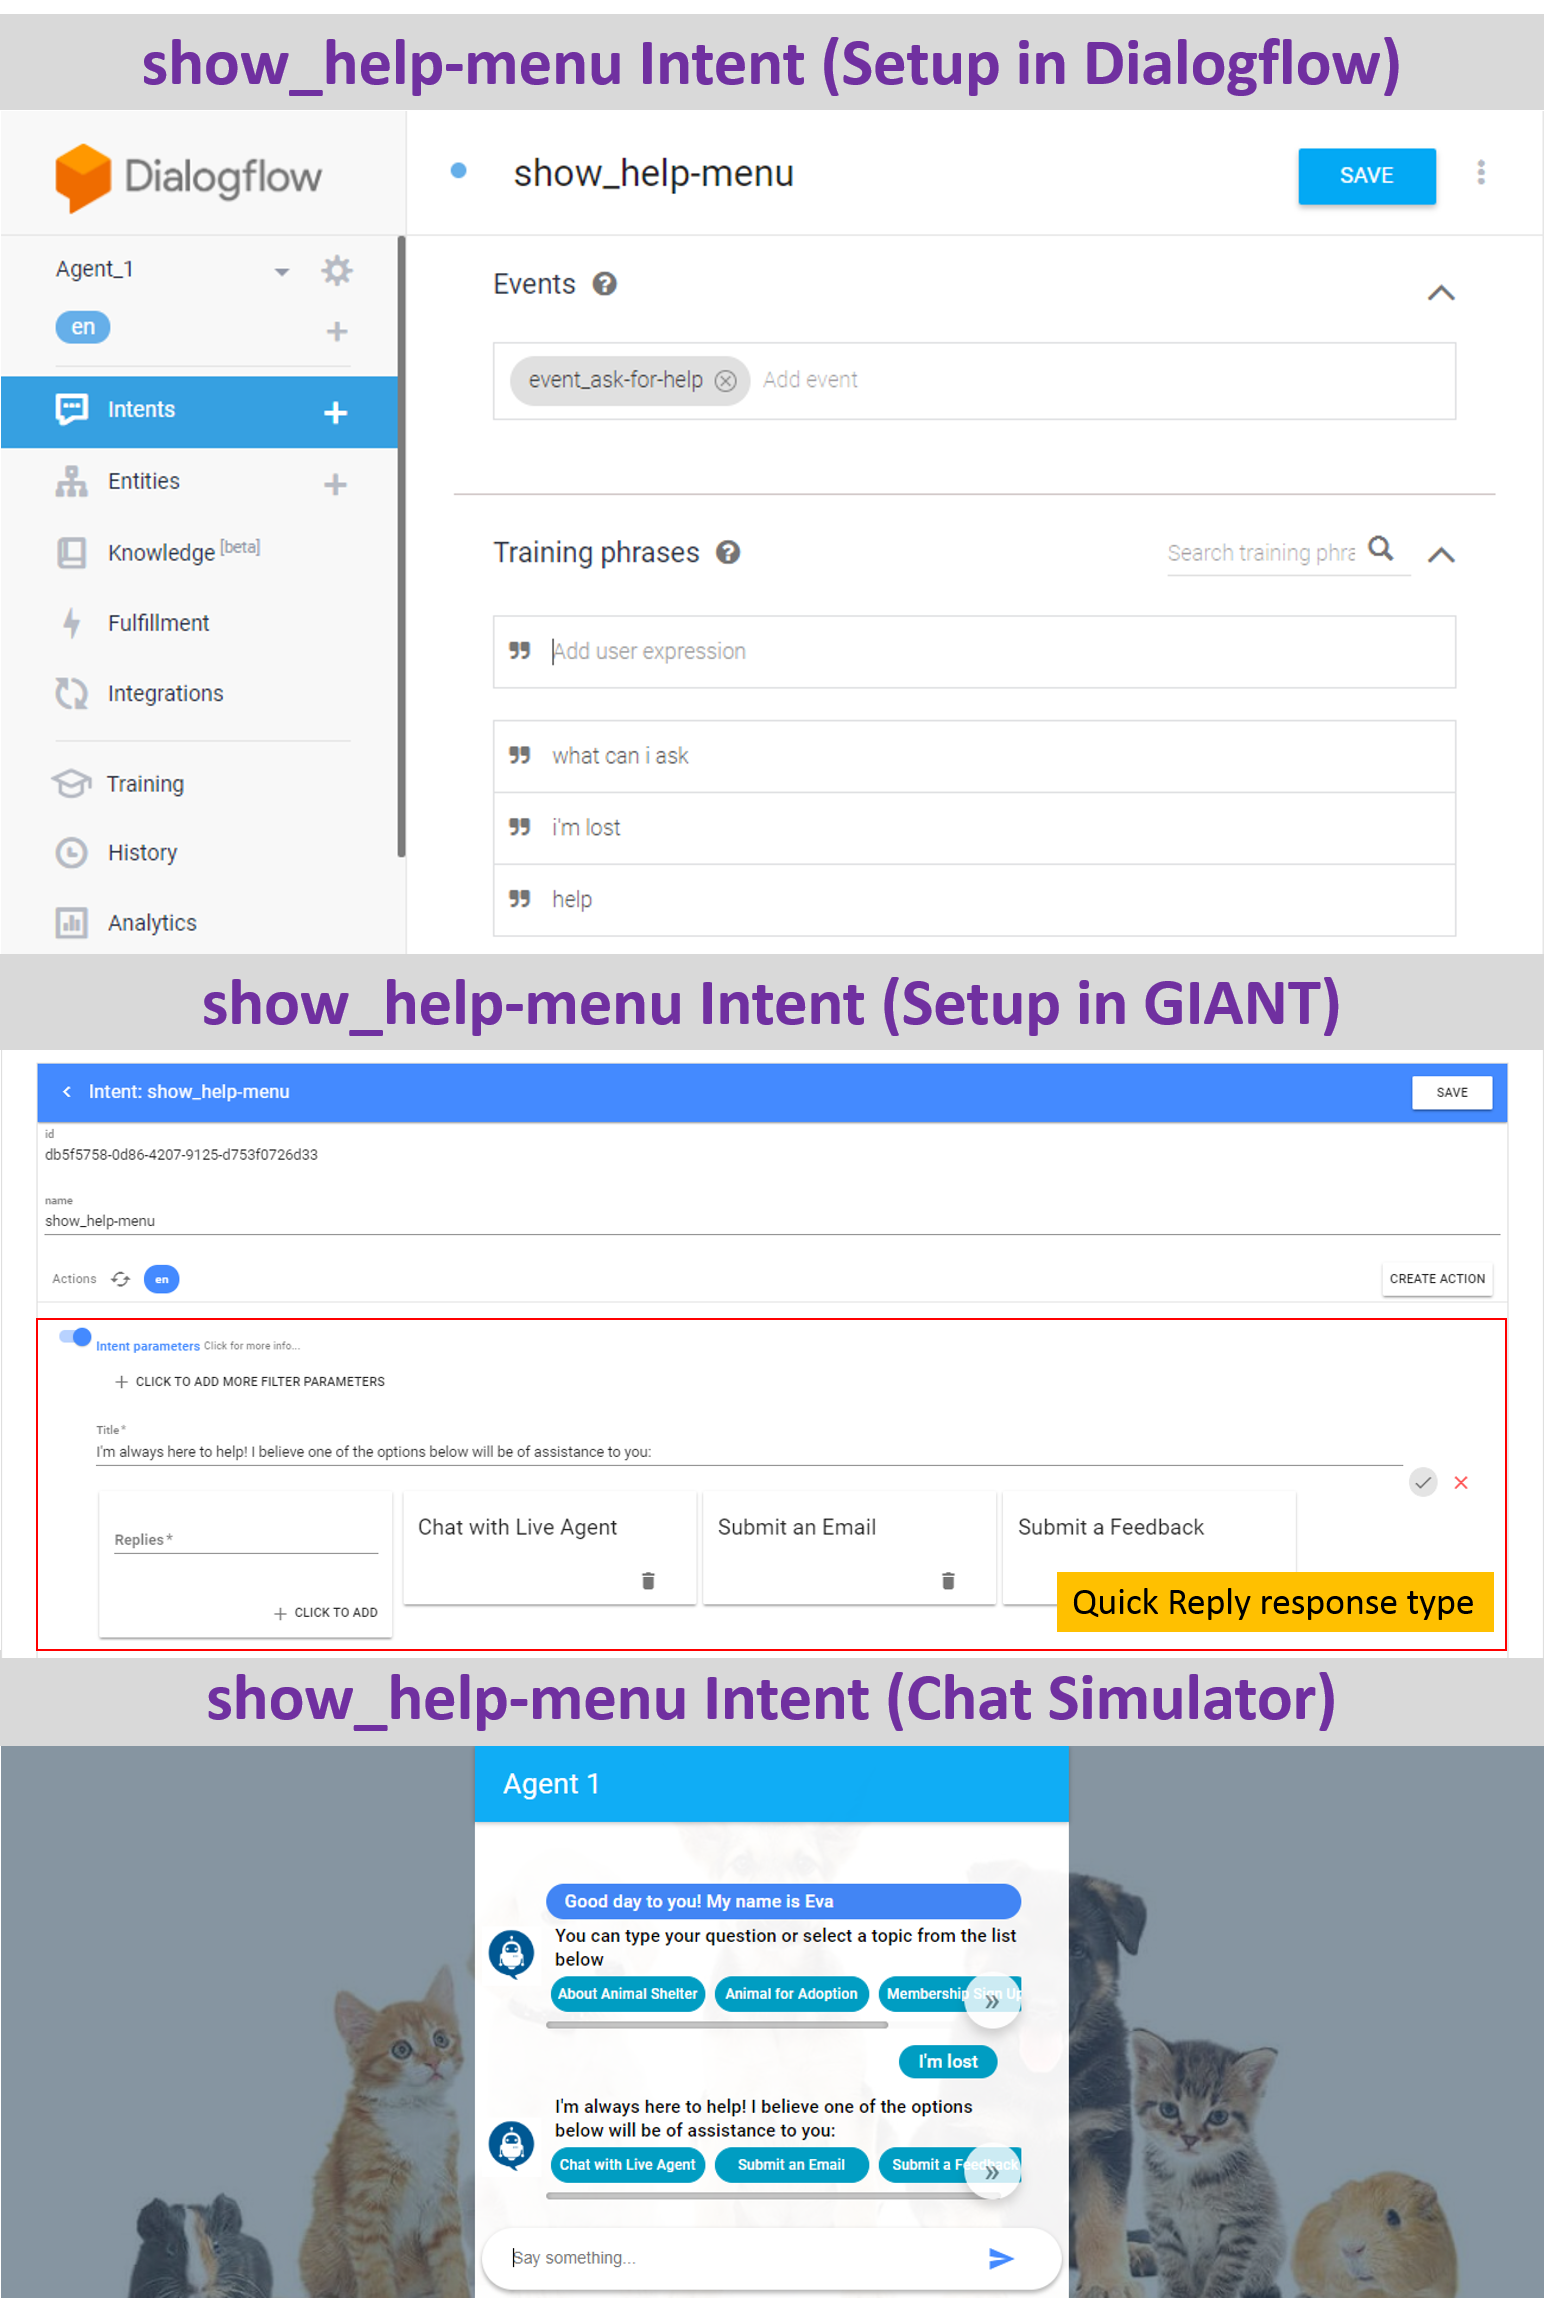 show_help-menu Intent (Setup in Dialogflow)
Dialogflow
show_help-menu
SAVE
Agent_1
en
Intents
Entities
Knowledge [beta]
Fulfillment
Integrations
Training
History
Analytics
Events
event_ask-for-help
Add event
Training phrases
Search training phra
Add user expression
what can i ask
i'm lost
help
show_help-menu Intent (Setup in GIANT)
Intent: show_help-menu
SAVE
id
db5f5758-0d86-4207-9125-d753f0726d33
name
show_help-menu
Actions
en
CREATE ACTION
Intent parameters Click for more info...
CLICK TO ADD MORE FILTER PARAMETERS
Title *
I'm always here to help! I believe one of the options below will be of assistance to you:
Replies *
CLICK TO ADD
Chat with Live Agent
Submit an Email
Submit a Feedback
Quick Reply response type
show_help-menu Intent (Chat Simulator)
Agent 1
Good day to you! My name is Eva
You can type your question or select a topic from the list
below
About Animal Shelter
Animal for Adoption
Membership Sign Up
I'm lost
I'm always here to help! I believe one of the options
below will be of assistance to you:
Chat with Live Agent
Submit an Email
Submit a Feedback
Say something...